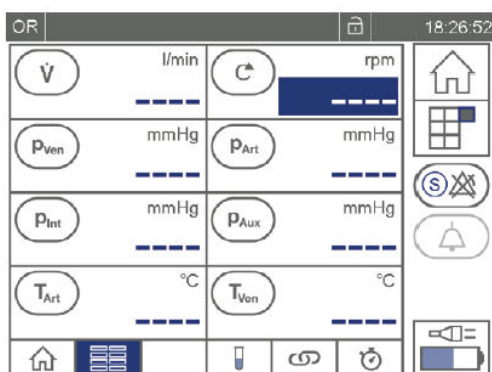 OR 18:26:52
V̇ l/min rpm
---- ----
pVen mmHg pArt mmHg
---- ----
pInt mmHg pAux mmHg
---- ----
TArt °C TVen °C
---- ----
S